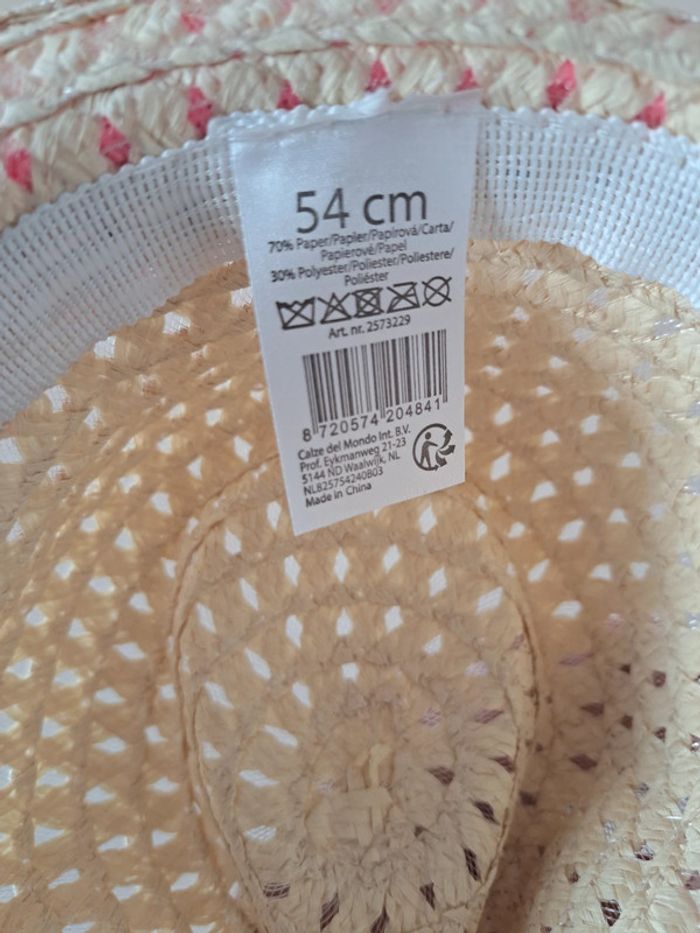 54 cm
70% Paper/Papier/Papírová/Carta/
Papierové/Papel
30% Polyester/Poliester/Poliestere/
Poliéster
Art. nr. 2573229
8 720574 204841
Calze del Mondo Int. B.V.
Prof. Eykmanweg 21-23
5144 ND Waalwijk, NL
NL825754240B03
Made in China